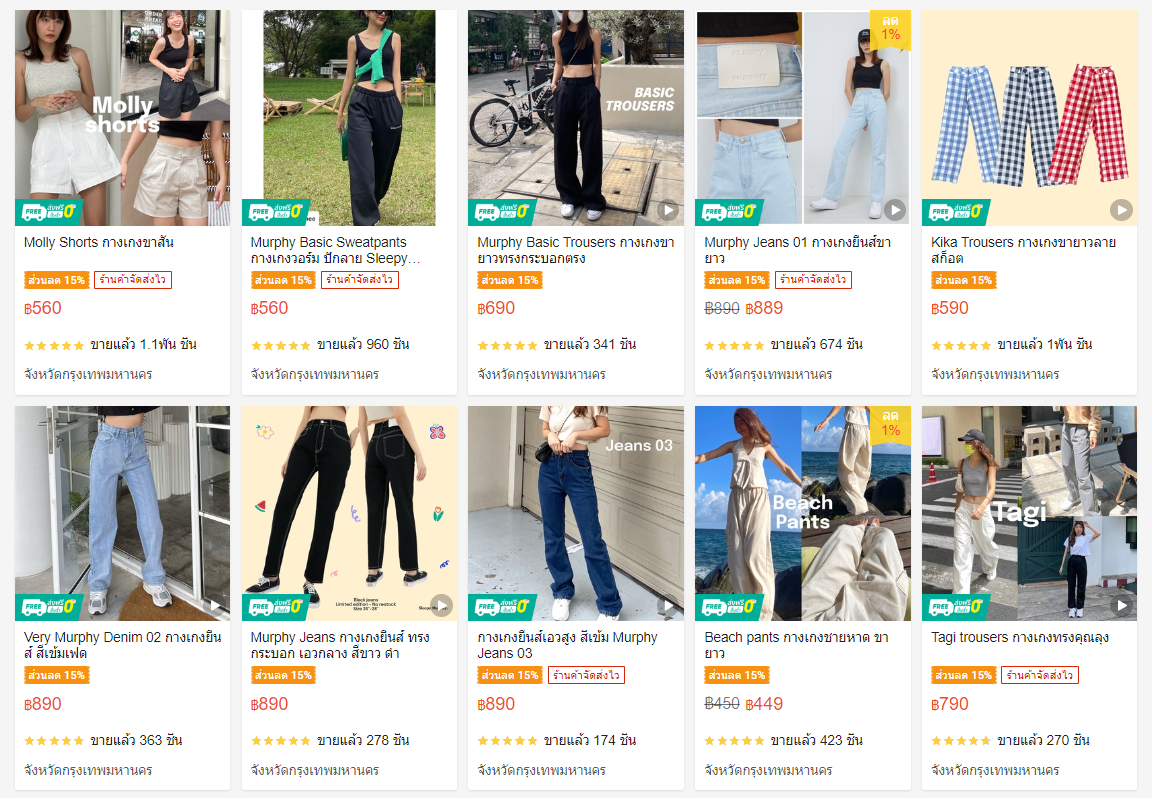 Molly
shorts
FREE ส่งฟรี
Molly Shorts กางเกงขาสั้น
ส่วนลด 15% ร้านค้าจัดส่งไว
฿560
ขายแล้ว 1.1พัน ชิ้น
จังหวัดกรุงเทพมหานคร
FREE ส่งฟรี
Murphy Basic Sweatpants
กางเกงวอร์ม ปักลาย Sleepy…
ส่วนลด 15% ร้านค้าจัดส่งไว
฿560
ขายแล้ว 960 ชิ้น
จังหวัดกรุงเทพมหานคร
BASIC
TROUSERS
FREE ส่งฟรี
Murphy Basic Trousers กางเกงขา
ยาวทรงกระบอกตรง
ส่วนลด 15%
฿690
ขายแล้ว 341 ชิ้น
จังหวัดกรุงเทพมหานคร
ลด
1%
FREE ส่งฟรี
Murphy Jeans 01 กางเกงยีนส์ขา
ยาว
ส่วนลด 15% ร้านค้าจัดส่งไว
฿890 ฿889
ขายแล้ว 674 ชิ้น
จังหวัดกรุงเทพมหานคร
FREE ส่งฟรี
Kika Trousers กางเกงขายาวลาย
สก็อต
ส่วนลด 15%
฿590
ขายแล้ว 1พัน ชิ้น
จังหวัดกรุงเทพมหานคร
FREE ส่งฟรี
Very Murphy Denim 02 กางเกงยีน
ส์ สีเข้มเฟด
ส่วนลด 15%
฿890
ขายแล้ว 363 ชิ้น
จังหวัดกรุงเทพมหานคร
Black jeans
Limited edition - No restock
Size 24"-28"
FREE ส่งฟรี
Murphy Jeans กางเกงยีนส์ ทรง
กระบอก เอวกลาง สีขาว ดำ
ส่วนลด 15%
฿890
ขายแล้ว 278 ชิ้น
จังหวัดกรุงเทพมหานคร
Jeans 03
FREE ส่งฟรี
กางเกงยีนส์เอวสูง สีเข้ม Murphy
Jeans 03
ส่วนลด 15% ร้านค้าจัดส่งไว
฿890
ขายแล้ว 174 ชิ้น
จังหวัดกรุงเทพมหานคร
ลด
1%
Beach
Pants
FREE ส่งฟรี
Beach pants กางเกงชายหาด ขา
ยาว
ส่วนลด 15%
฿450 ฿449
ขายแล้ว 423 ชิ้น
จังหวัดกรุงเทพมหานคร
Tagi
FREE ส่งฟรี
Tagi trousers กางเกงทรงคุณลุง
ส่วนลด 15% ร้านค้าจัดส่งไว
฿790
ขายแล้ว 270 ชิ้น
จังหวัดกรุงเทพมหานคร